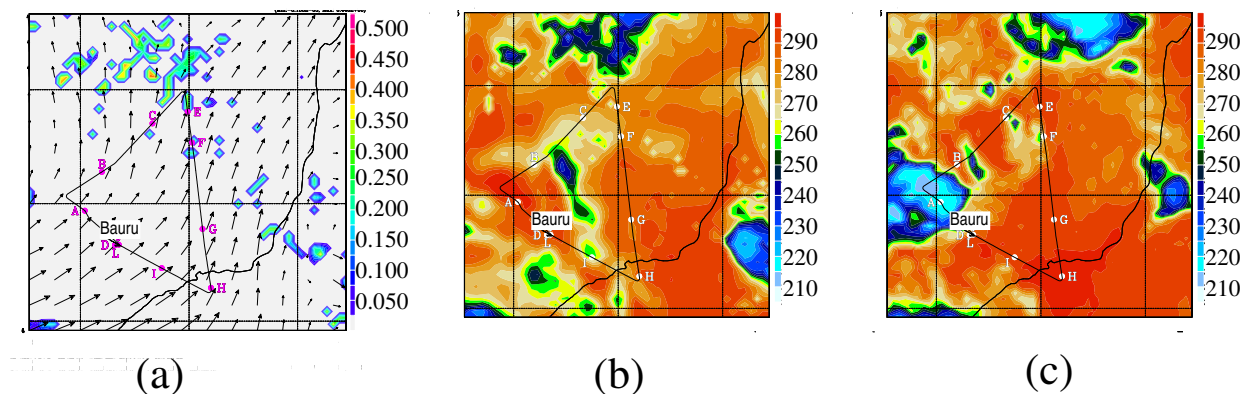 0.500
0.450
0.400
0.350
0.300
0.250
0.200
0.150
0.100
0.050
C
E
F
B
A
Bauru
D
L
G
I
H
(a)
290
280
270
260
250
240
230
220
210
C
E
F
B
A
Bauru
D
L
G
I
H
(b)
290
280
270
260
250
240
230
220
210
C
E
F
B
A
Bauru
D
L
G
I
H
(c)